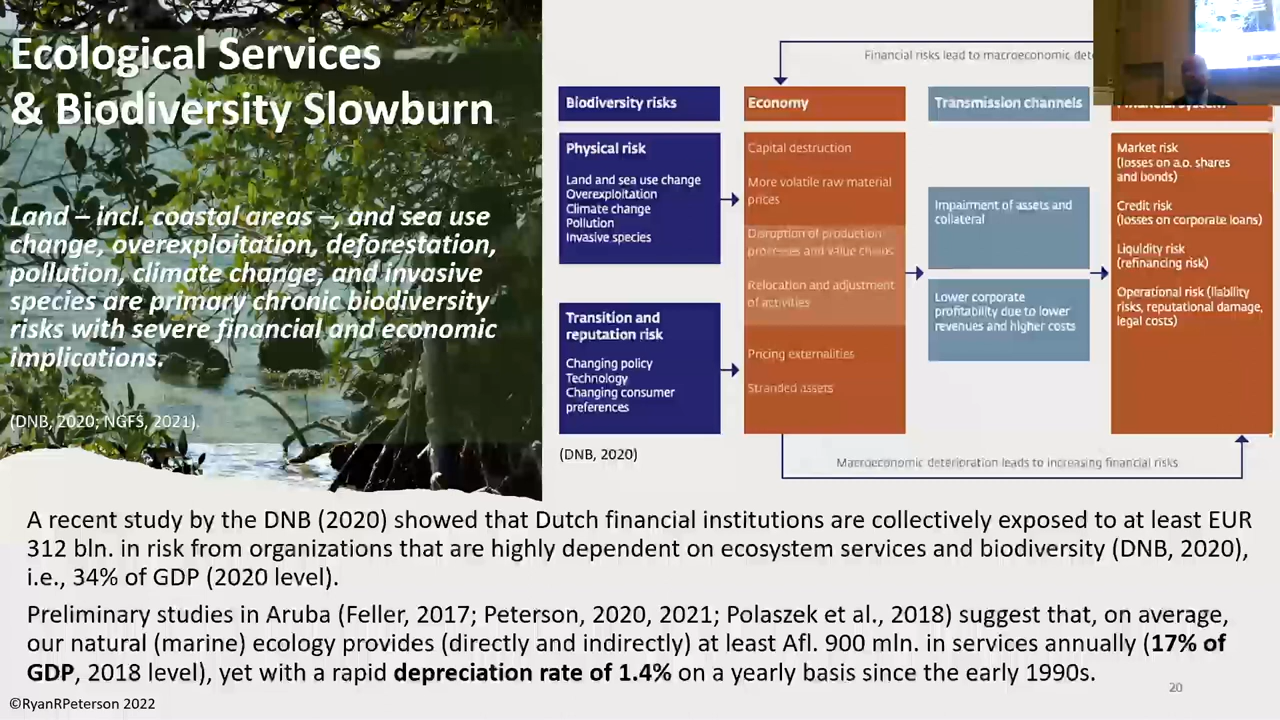 Ecological Services
& Biodiversity Slowburn
Land – incl. coastal areas –, and sea use
change, overexploitation, deforestation,
pollution, climate change, and invasive
species are primary chronic biodiversity
risks with severe financial and economic
implications.
(DNB, 2020; NGFS, 2021).
Financial risks lead to macroeconomic
Biodiversity risks
Physical risk
Land and sea use change
Overexploitation
Climate change
Pollution
Invasive species
Transition and
reputation risk
Changing policy
Technology
Changing consumer
preferences
(DNB, 2020)
Economy
Capital destruction
More volatile raw material
prices
Disruption of production
processes and value chains
Relocation and adjustment
of activities
Pricing externalities
Stranded assets
Transmission channels
Impairment of assets and
collateral
Lower corporate
profitability due to lower
revenues and higher costs
Market risk
(losses on a.o. shares
and bonds)
Credit risk
(losses on corporate loans)
Liquidity risk
(refinancing risk)
Operational risk (liability
risks, reputational damage,
legal costs)
Macroeconomic deterioration leads to increasing financial risks
A recent study by the DNB (2020) showed that Dutch financial institutions are collectively exposed to at least EUR
312 bln. in risk from organizations that are highly dependent on ecosystem services and biodiversity (DNB, 2020),
i.e., 34% of GDP (2020 level).
Preliminary studies in Aruba (Feller, 2017; Peterson, 2020, 2021; Polaszek et al., 2018) suggest that, on average,
our natural (marine) ecology provides (directly and indirectly) at least Afl. 900 mln. in services annually (17% of
GDP, 2018 level), yet with a rapid depreciation rate of 1.4% on a yearly basis since the early 1990s.
20
©RyanRPeterson 2022